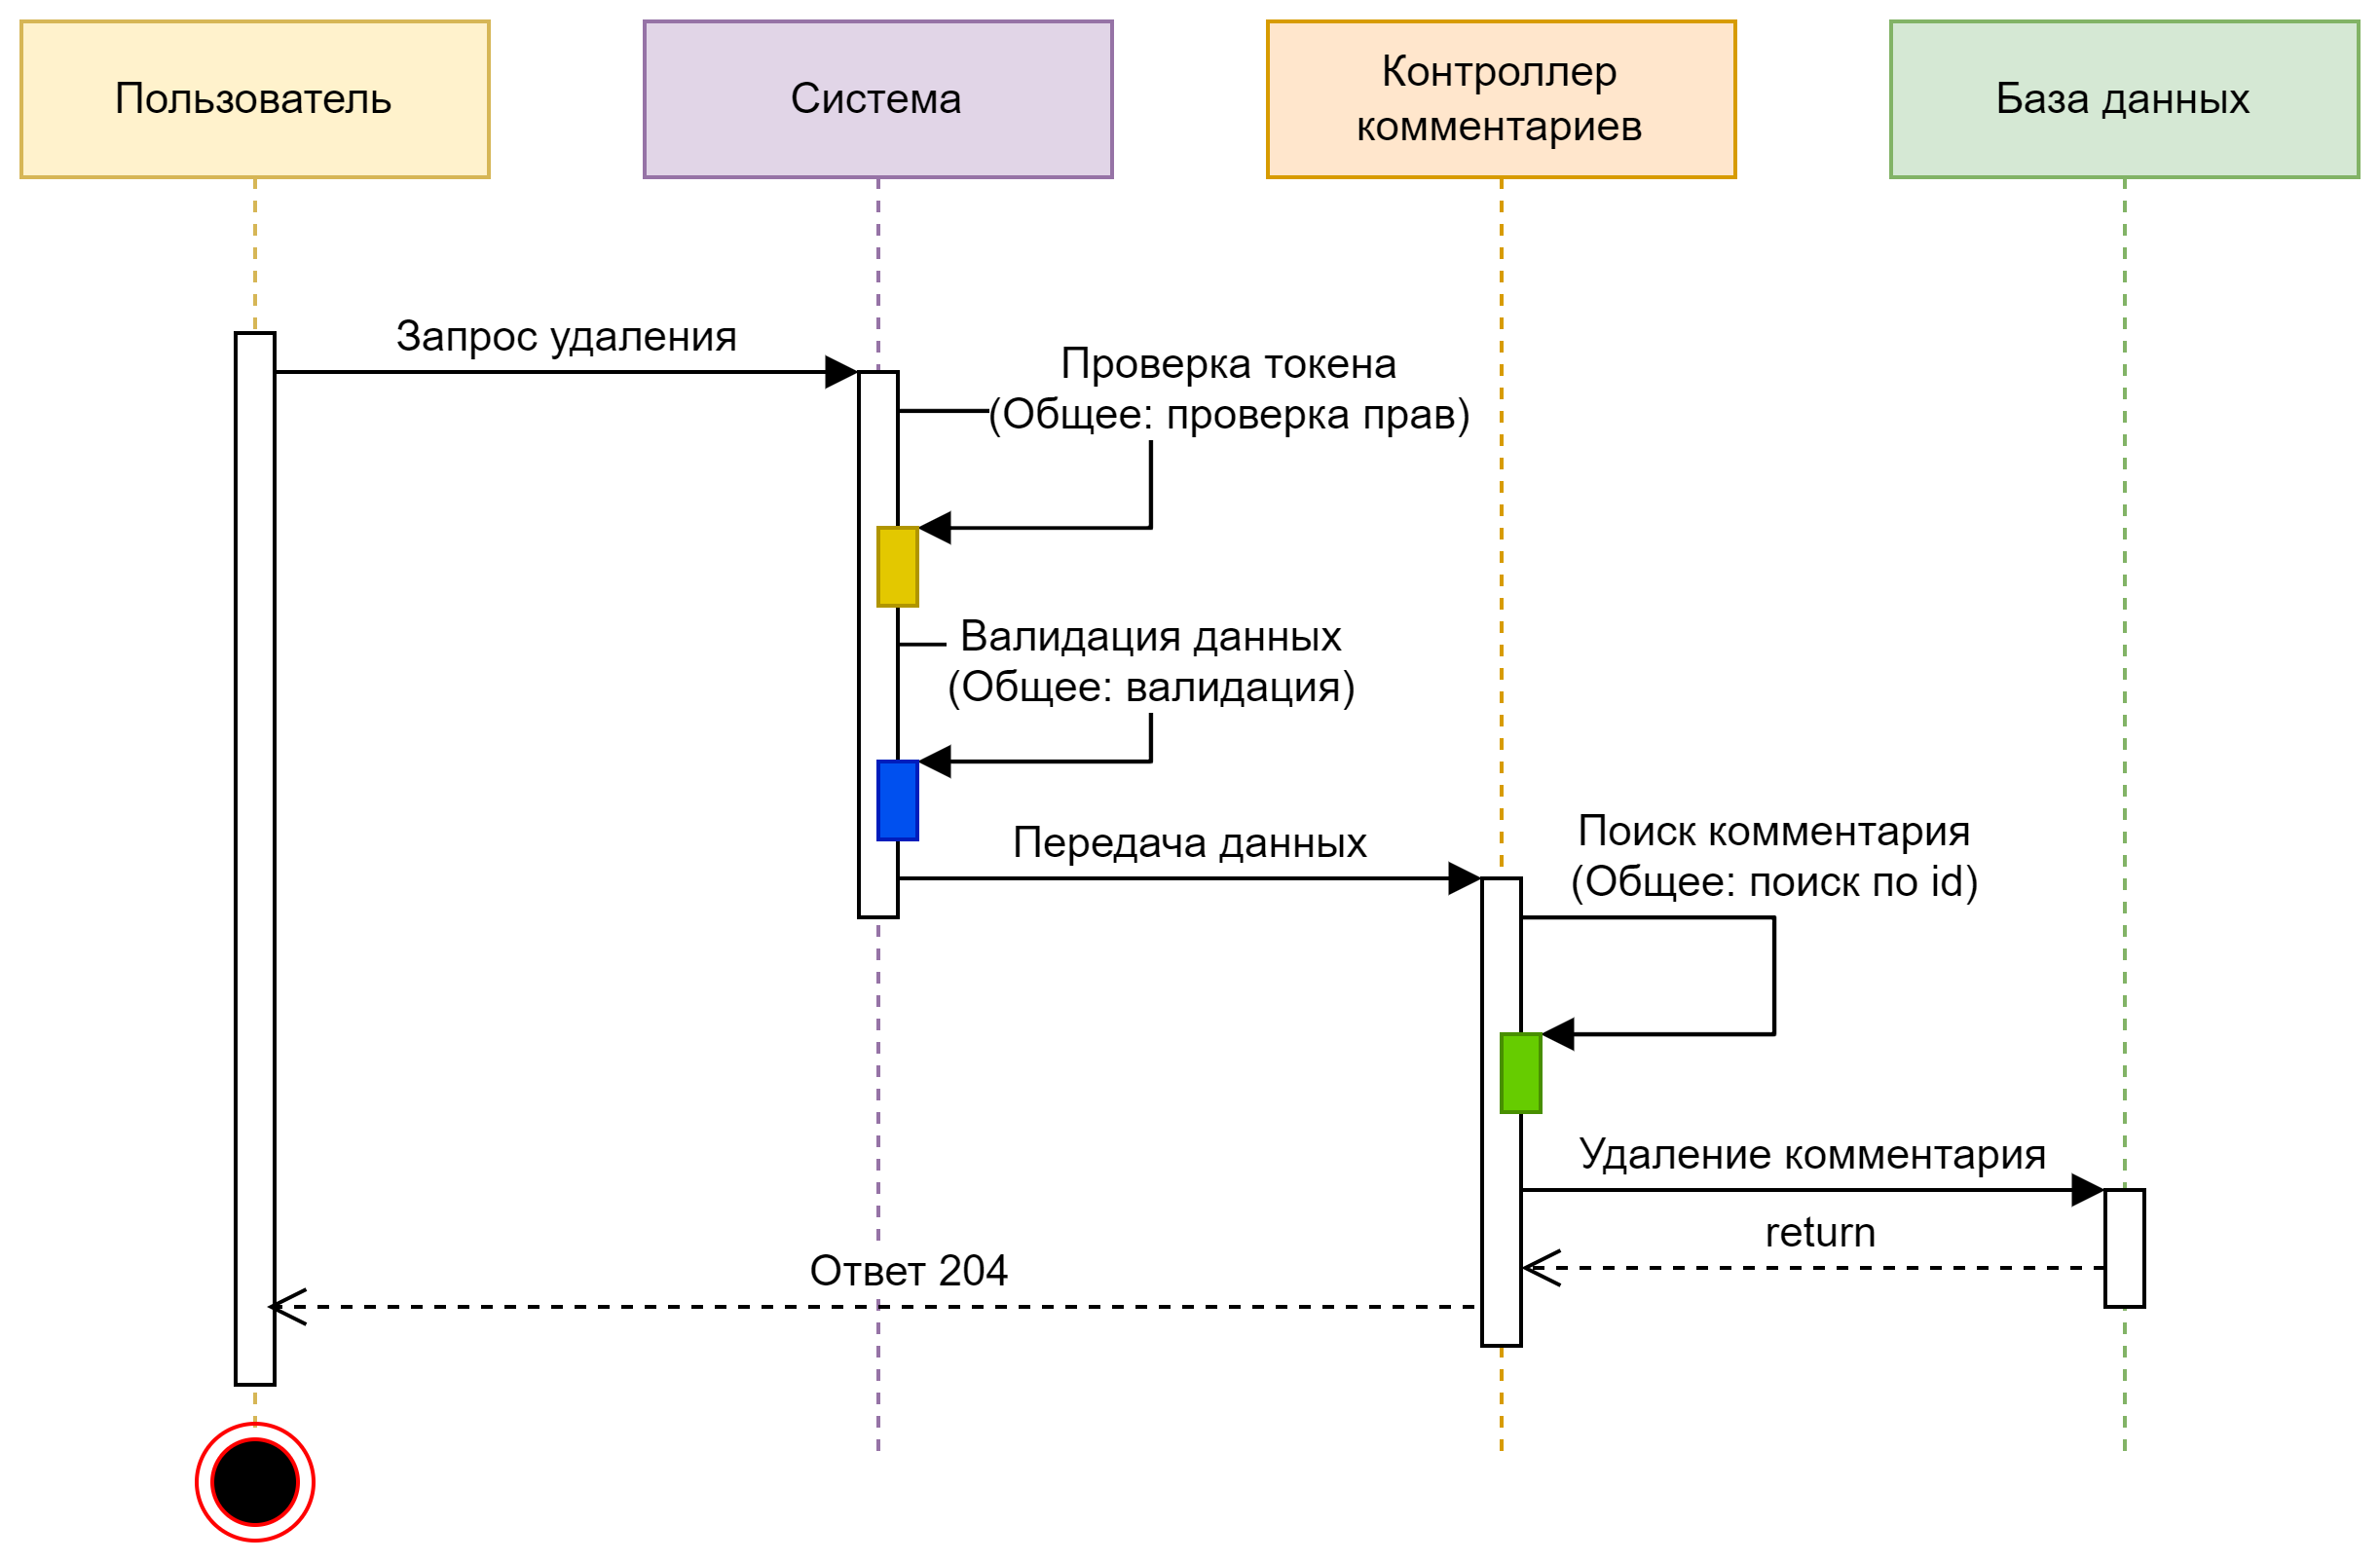 Пользователь
Система
Контроллер
комментариев
База данных
Запрос удаления
Проверка токена
(Общее: проверка прав)
Валидация данных
(Общее: валидация)
Передача данных
Поиск комментария
(Общее: поиск по id)
Удаление комментария
return
Ответ 204